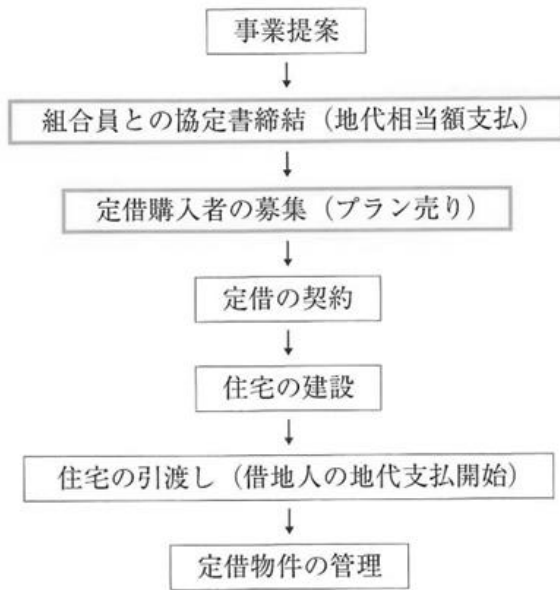 事業提案
組合員との協定書締結（地代相当額支払）
定借購入者の募集（プラン売り）
定借の契約
住宅の建設
住宅の引渡し（借地人の地代支払開始）
定借物件の管理